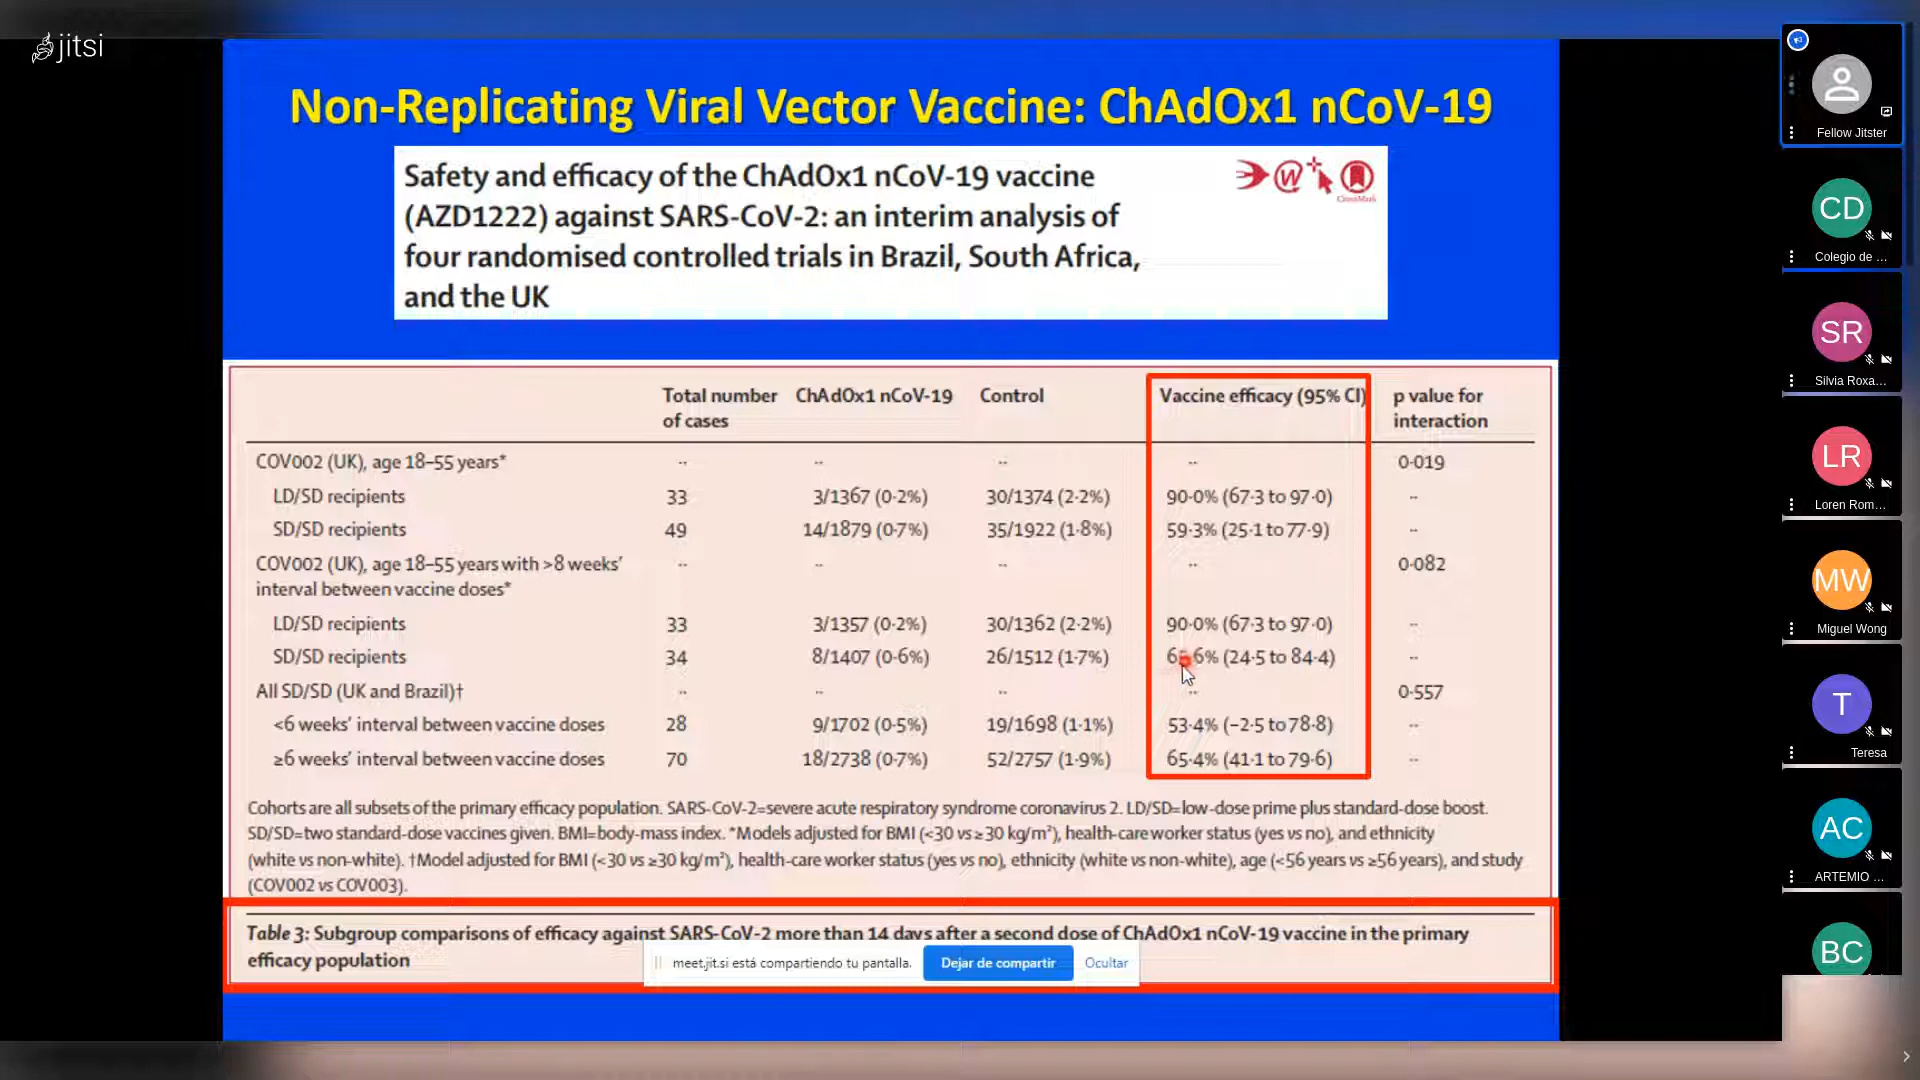 jitsi
Non-Replicating Viral Vector Vaccine: ChAdOx1 nCoV-19
Safety and efficacy of the ChAdOx1 nCoV-19 vaccine
(AZD1222) against SARS-CoV-2: an interim analysis of
four randomised controlled trials in Brazil, South Africa,
and the UK
CrossMark
Total number of cases ChAdOx1 nCoV-19 Control Vaccine efficacy (95% CI) p value for interaction
COV002 (UK), age 18–55 years* ·· ·· ·· ·· 0·019
LD/SD recipients 33 3/1367 (0·2%) 30/1374 (2·2%) 90·0% (67·3 to 97·0) ··
SD/SD recipients 49 14/1879 (0·7%) 35/1922 (1·8%) 59·3% (25·1 to 77·9) ··
COV002 (UK), age 18–55 years with >8 weeks’ ·· ·· ·· ·· 0·082
interval between vaccine doses*
LD/SD recipients 33 3/1357 (0·2%) 30/1362 (2·2%) 90·0% (67·3 to 97·0) ··
SD/SD recipients 34 8/1407 (0·6%) 26/1512 (1·7%) (24·5 to 84·4) ··
All SD/SD (UK and Brazil)† ·· ·· ·· ·· 0·557
<6 weeks’ interval between vaccine doses 28 9/1702 (0·5%) 19/1698 (1·1%) 53·4% (−2·5 to 78·8) ··
≥6 weeks’ interval between vaccine doses 70 18/2738 (0·7%) 52/2757 (1·9%) 65·4% (41·1 to 79·6) ··
Cohorts are all subsets of the primary efficacy population. SARS-CoV-2=severe acute respiratory syndrome coronavirus 2. LD/SD=low-dose prime plus standard-dose boost.
SD/SD=two standard-dose vaccines given. BMI=body-mass index. *Models adjusted for BMI (<30 vs ≥30 kg/m²), health-care worker status (yes vs no), and ethnicity
(white vs non-white). †Model adjusted for BMI (<30 vs ≥30 kg/m²), health-care worker status (yes vs no), ethnicity (white vs non-white), age (<56 years vs ≥56 years), and study
(COV002 vs COV003).
Table 3: Subgroup comparisons of efficacy against SARS-CoV-2 more than 14 days after a second dose of ChAdOx1 nCoV-19 vaccine in the primary
efficacy population
meet.jit.si está compartiendo tu pantalla. Dejar de compartir Ocultar
Fellow Jitster
CD
Colegio de ...
SR
Silvia Roxa...
LR
Loren Rom...
MW
Miguel Wong
T
Teresa
AC
ARTEMIO ...
BC